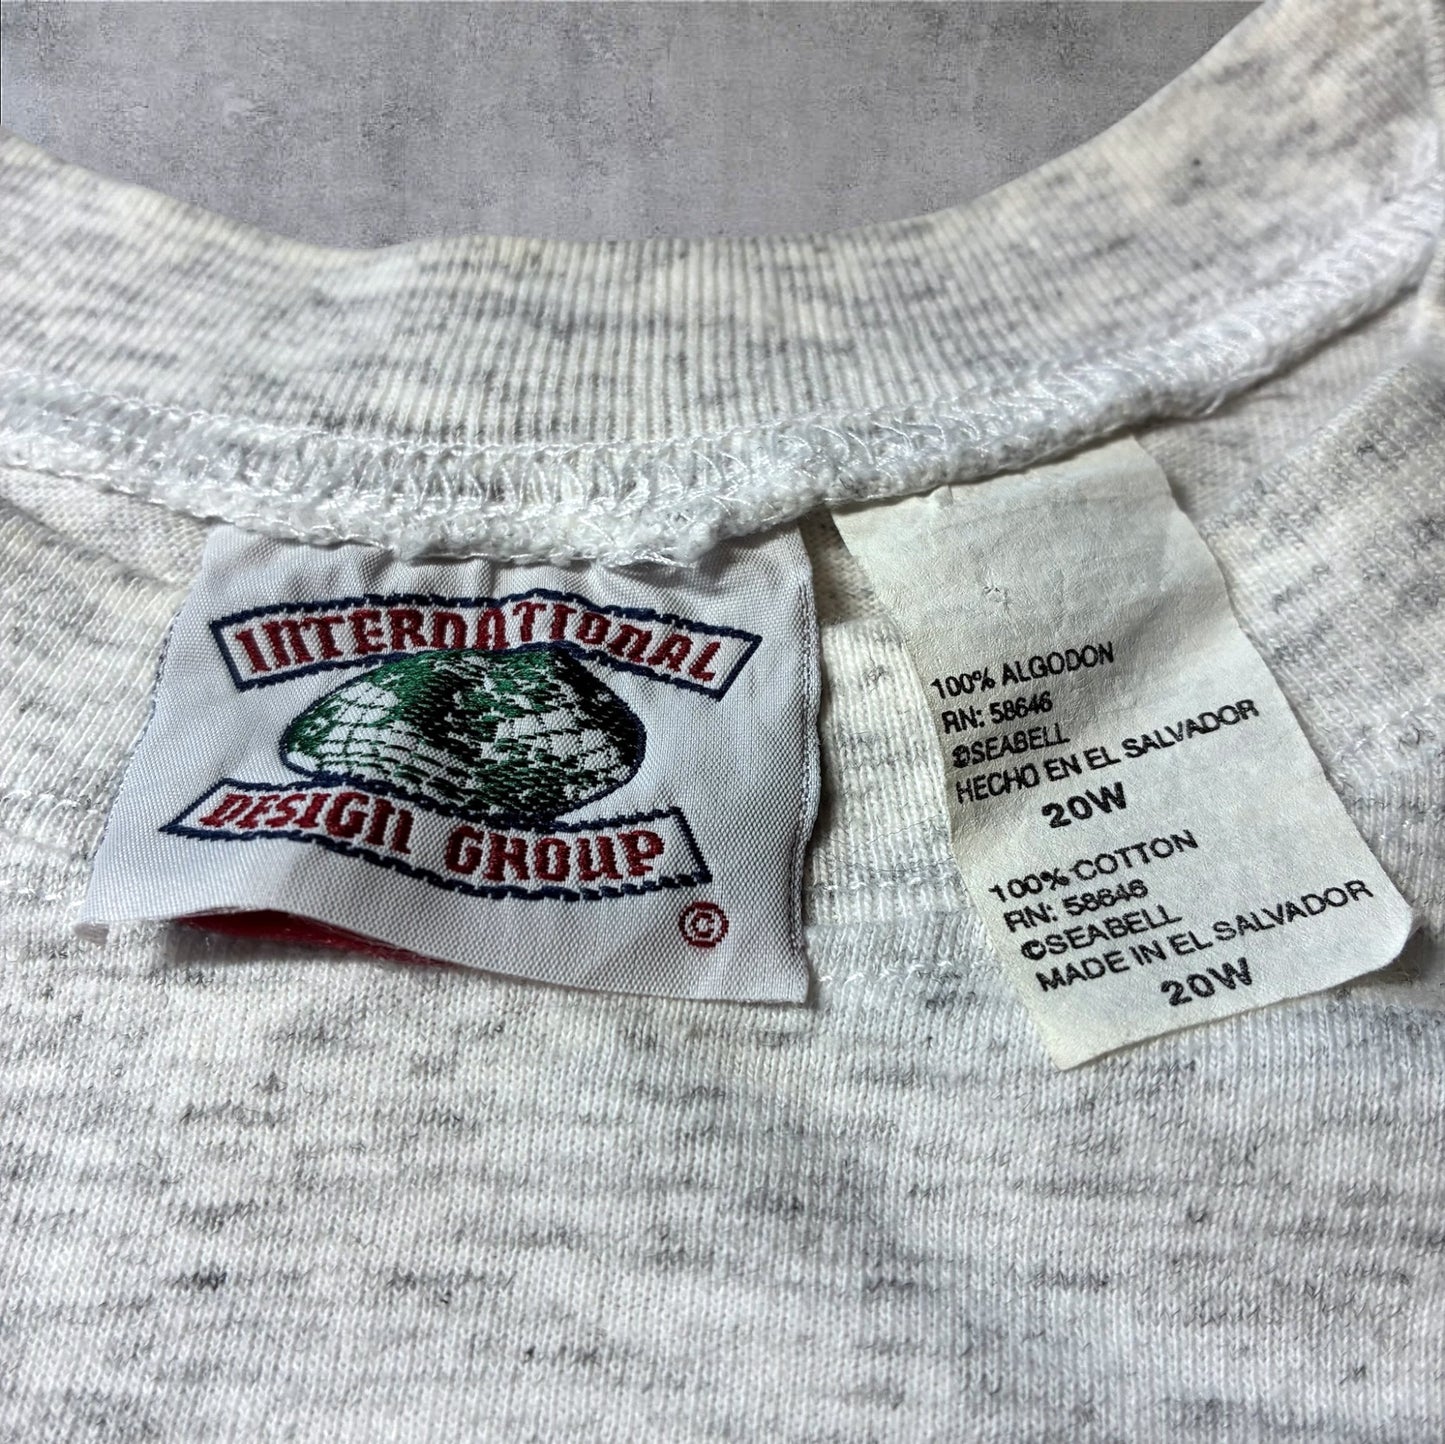 INTERNATIONAL
DESIGN GROUP
©
100% ALGODON
RN: 58646
©SEABELL
HECHO EN EL SALVADOR
20W
100% COTTON
RN: 58646
©SEABELL
MADE IN EL SALVADOR
20W